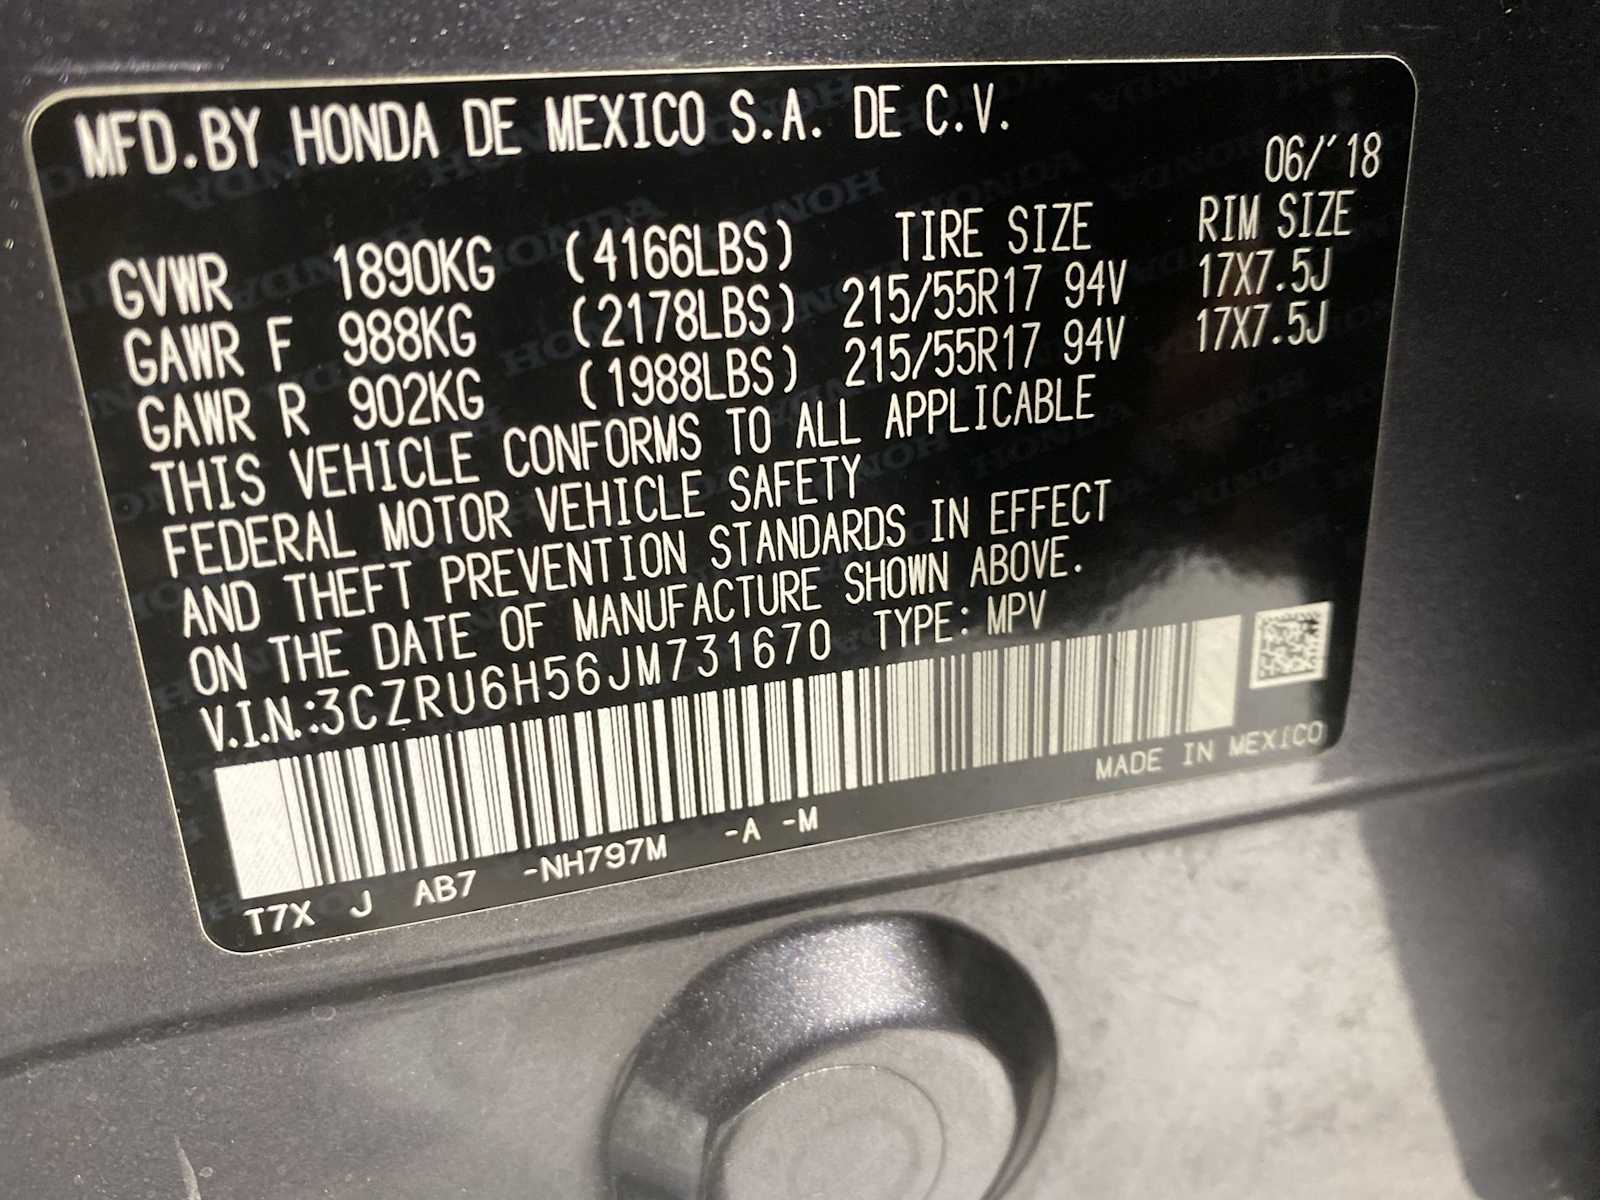 MFD.BY HONDA DE MEXICO S.A. DE C.V.
06/'18
GVWR 1890KG (4166LBS) TIRE SIZE RIM SIZE
GAWR F 988KG (2178LBS) 215/55R17 94V 17X7.5J
GAWR R 902KG (1988LBS) 215/55R17 94V 17X7.5J
THIS VEHICLE CONFORMS TO ALL APPLICABLE
FEDERAL MOTOR VEHICLE SAFETY
AND THEFT PREVENTION STANDARDS IN EFFECT
ON THE DATE OF MANUFACTURE SHOWN ABOVE.
V.I.N.:3CZRU6H56JM731670 TYPE: MPV
MADE IN MEXICO
T7X J AB7 -NH797M -A -M